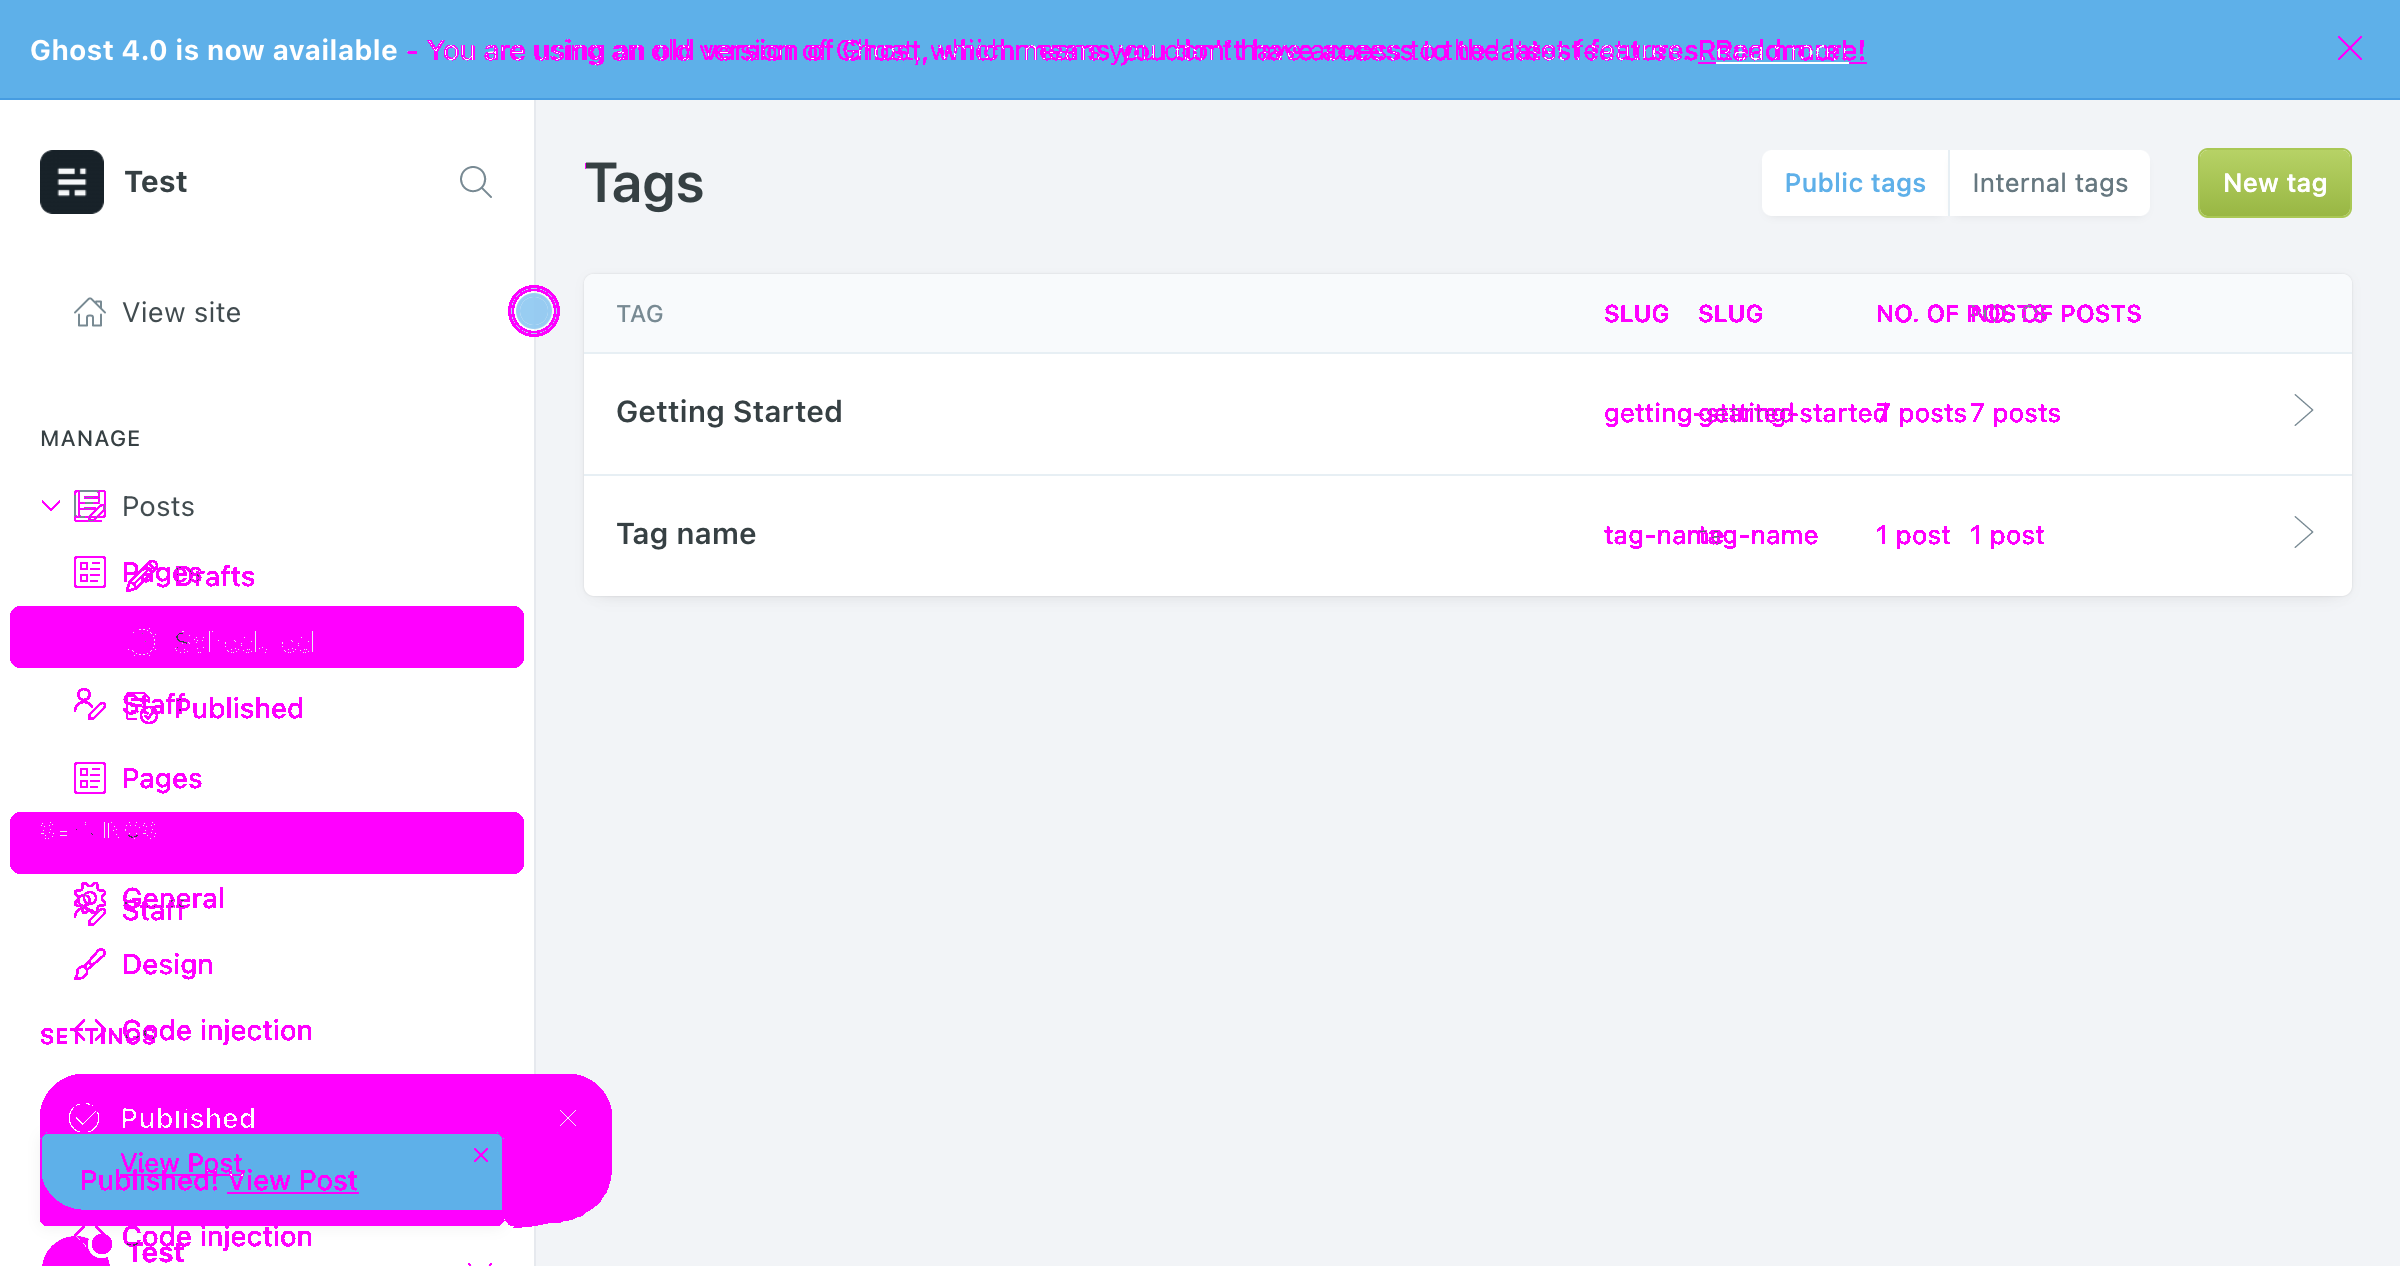 Ghost 4.0 is now available - You are using an old version of Ghost, which means you don't have access to the latest features. Read more!
Test
Tags
Public tags
Internal tags
New tag
View site
TAG
SLUG
SLUG
NO. OF POSTS
NO. OF POSTS
Getting Started
getting-started
getting-started
7 posts
7 posts
MANAGE
Posts
Tag name
tag-name
tag-name
1 post
1 post
Pages
Drafts
Scheduled
Staff
Published
Pages
SETTINGS
General
Staff
Design
Code injection
SETTINGS
Published
View Post
Published! View Post
Code injection
Test